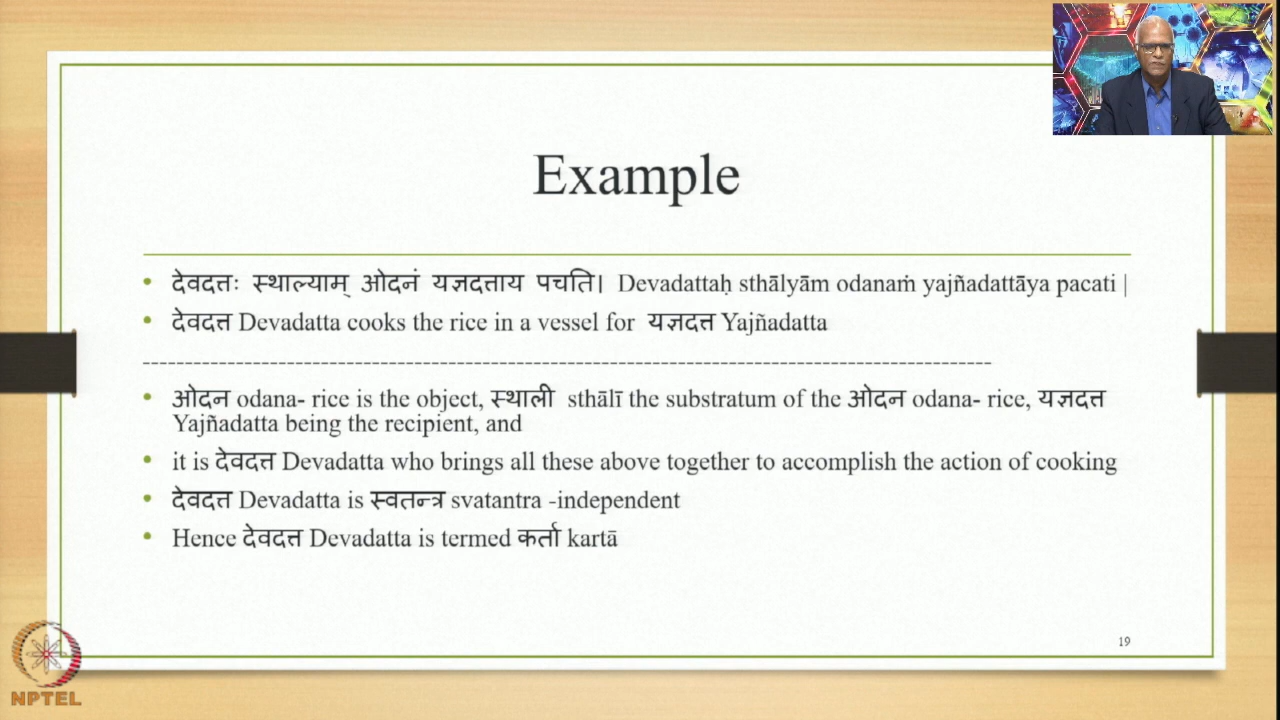 Example
देवदत्तः स्थाल्याम् ओदनं यज्ञदत्ताय पचति। Devadattaḥ sthālyām odanaṁ yajñadattāya pacati |
देवदत्त Devadatta cooks the rice in a vessel for यज्ञदत्त Yajñadatta
ओदन odana- rice is the object, स्थाली sthālī the substratum of the ओदन odana- rice, यज्ञदत्त
Yajñadatta being the recipient, and
it is देवदत्त Devadatta who brings all these above together to accomplish the action of cooking
देवदत्त Devadatta is स्वतन्त्र svatantra -independent
Hence देवदत्त Devadatta is termed कर्ता kartā
19
NPTEL